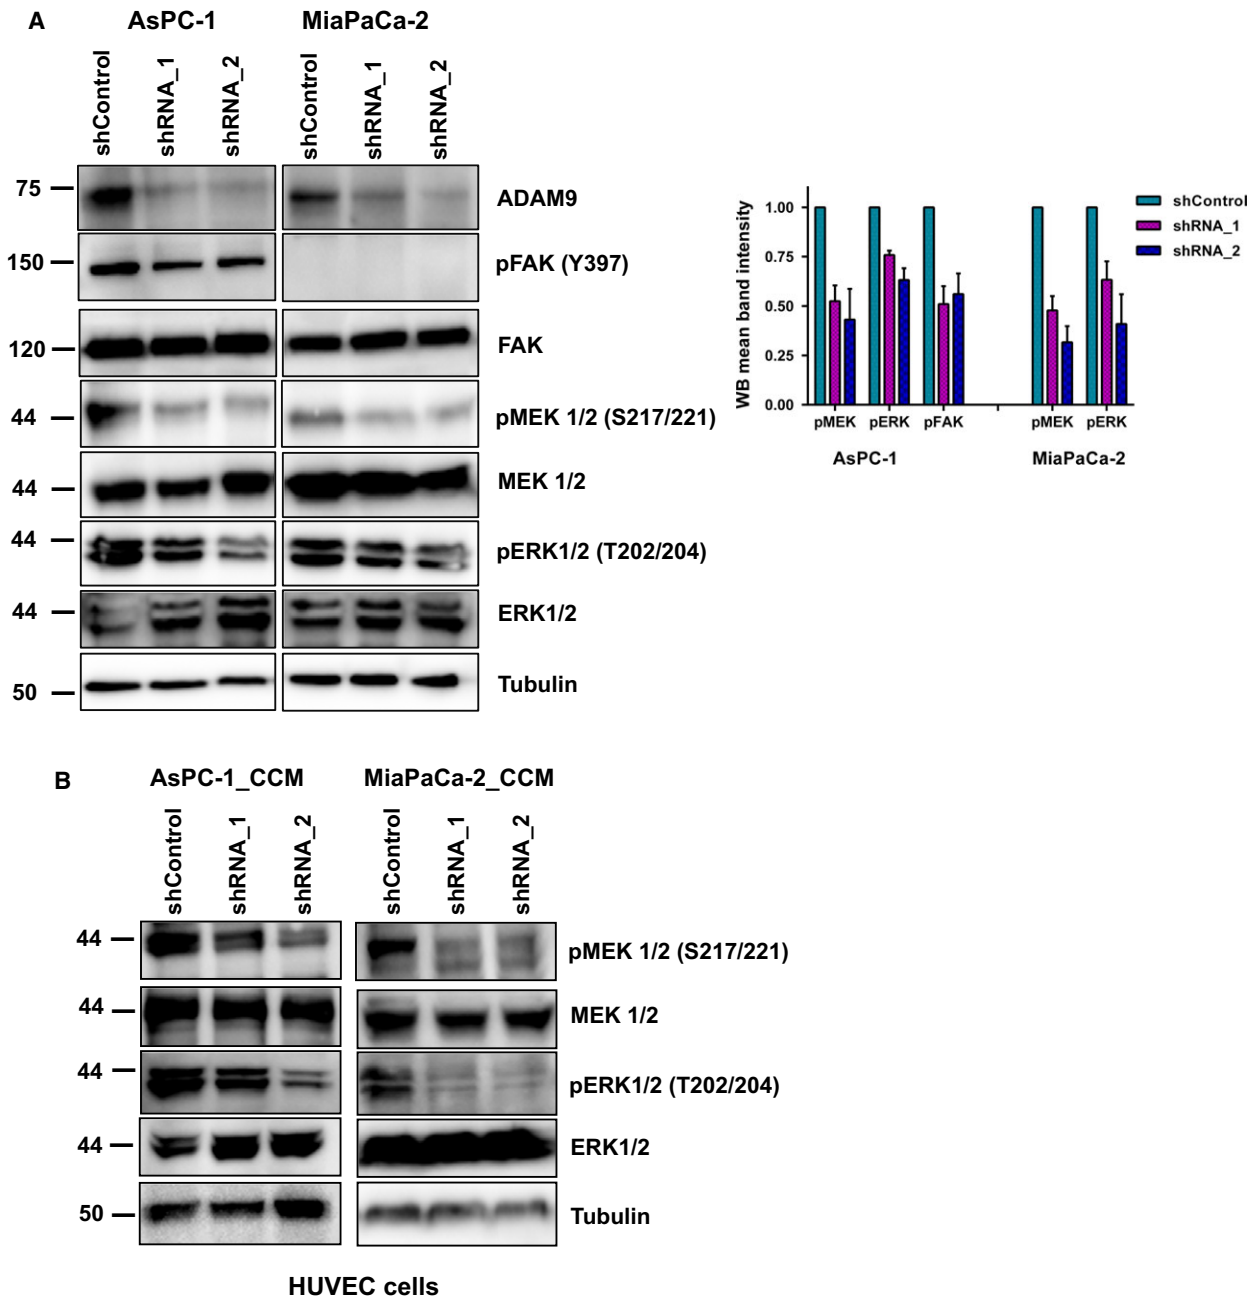 A
AsPC-1 MiaPaCa-2
shControl shRNA_1 shRNA_2 shControl shRNA_1 shRNA_2
75 ADAM9
150 pFAK (Y397)
120 FAK
44 pMEK 1/2 (S217/221)
44 MEK 1/2
44 pERK1/2 (T202/204)
44 ERK1/2
50 Tubulin
WB mean band intensity
1.00
0.75
0.50
0.25
0.00
pMEK pERK pFAK pMEK pERK
AsPC-1 MiaPaCa-2
shControl
shRNA_1
shRNA_2
B
AsPC-1_CCM MiaPaCa-2_CCM
shControl shRNA_1 shRNA_2 shControl shRNA_1 shRNA_2
44 pMEK 1/2 (S217/221)
44 MEK 1/2
44 pERK1/2 (T202/204)
44 ERK1/2
50 Tubulin
HUVEC cells